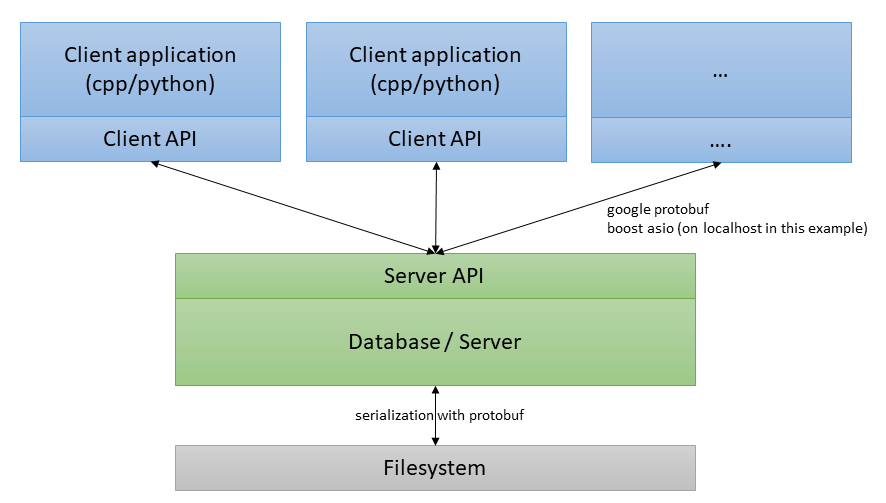 Client application
(cpp/python)
Client API
Client application
(cpp/python)
Client API
...
....
google protobuf
boost asio (on localhost in this example)
Server API
Database / Server
serialization with protobuf
Filesystem